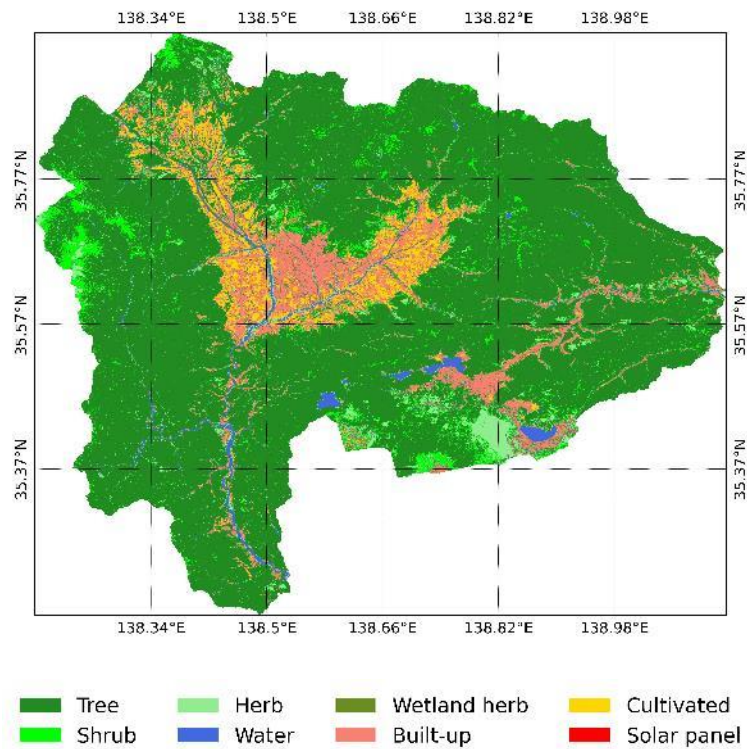 138.34°E 138.5°E 138.66°E 138.82°E 138.98°E
35.77°N 35.77°N
35.57°N 35.57°N
35.37°N 35.37°N
138.34°E 138.5°E 138.66°E 138.82°E 138.98°E
Tree Herb Wetland herb Cultivated
Shrub Water Built-up Solar panel